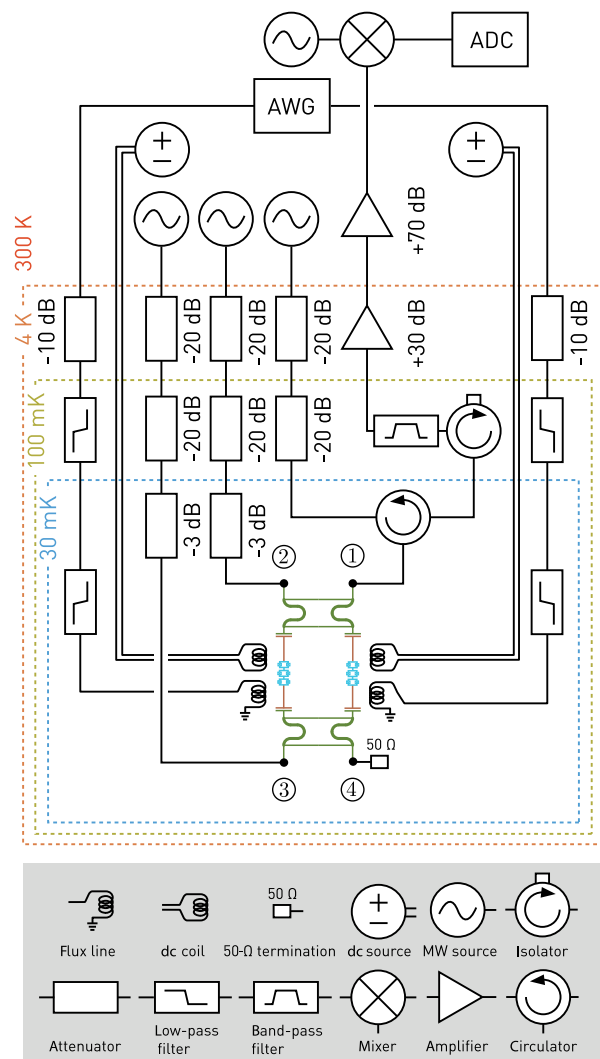 ADC
AWG
+
−
+
−
+70 dB
300 K
4 K
-10 dB
-20 dB
-20 dB
-20 dB
+30 dB
-10 dB
100 mK
-20 dB
-20 dB
-20 dB
30 mK
-3 dB
-3 dB
②
①
50 Ω
③
④
50 Ω
+
−
Flux line
dc coil
50-Ω termination
dc source
MW source
Isolator
Attenuator
Low-pass
filter
Band-pass
filter
Mixer
Amplifier
Circulator